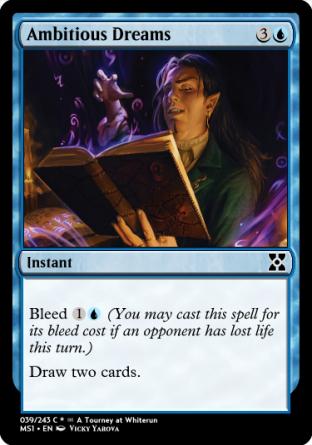 Ambitious Dreams 3
Instant
Bleed 1 (You may cast this spell for
its bleed cost if an opponent has lost life
this turn.)
Draw two cards.
039/243 C * = A Tourney at Whiterun
MS1 • EN VICKY YAROVA